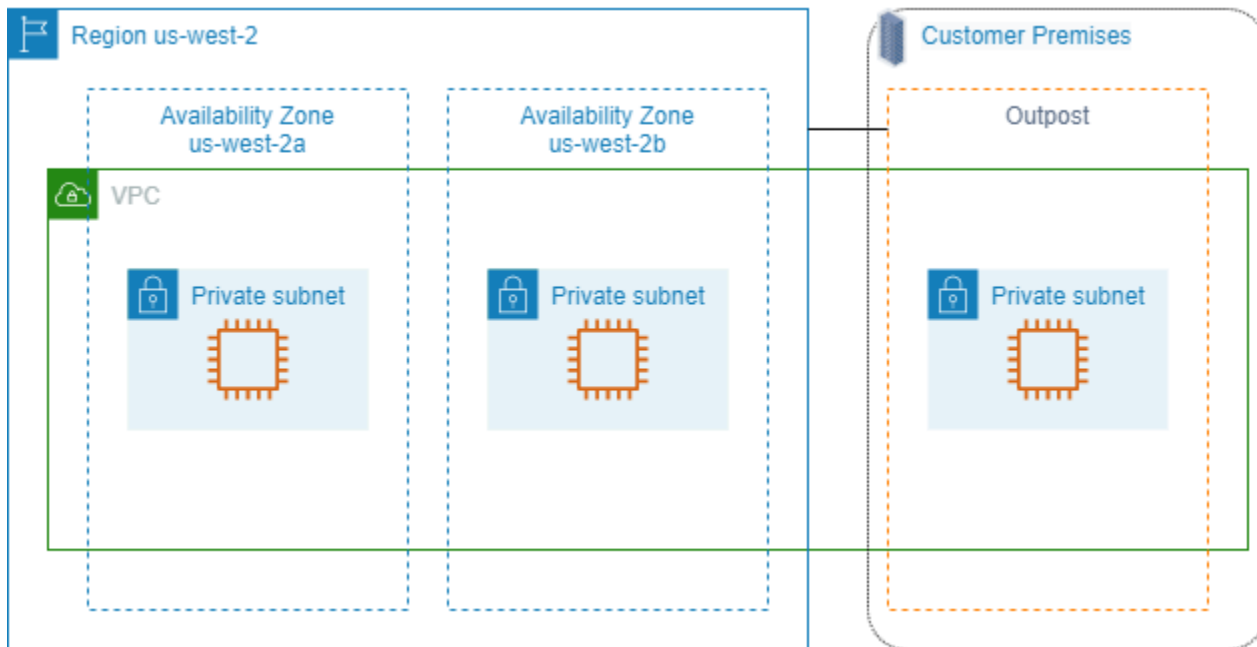 Region us-west-2
Customer Premises
Availability Zone
us-west-2a
Availability Zone
us-west-2b
Outpost
VPC
Private subnet
Private subnet
Private subnet